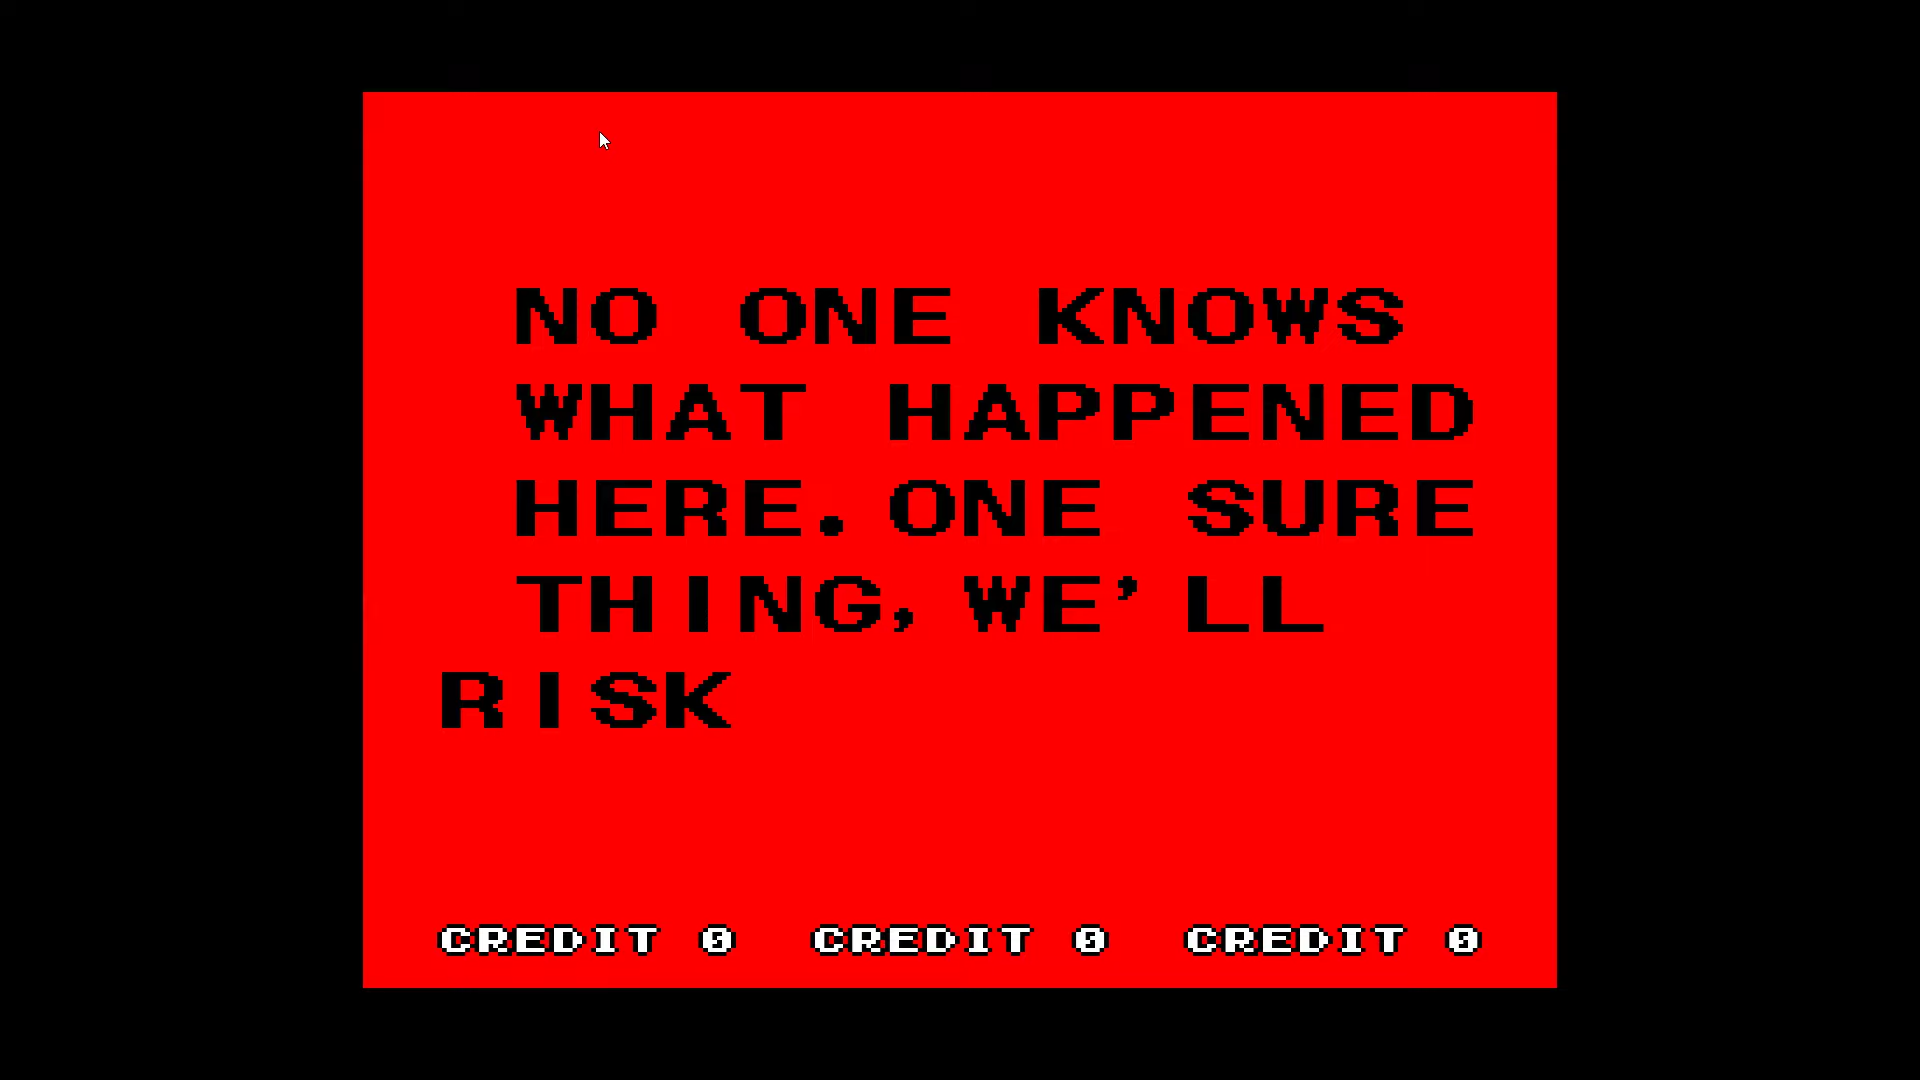 NO ONE KNOWS
WHAT HAPPENED
HERE.ONE SURE
THING,WE'LL
RISK
CREDIT 0 CREDIT 0 CREDIT 0